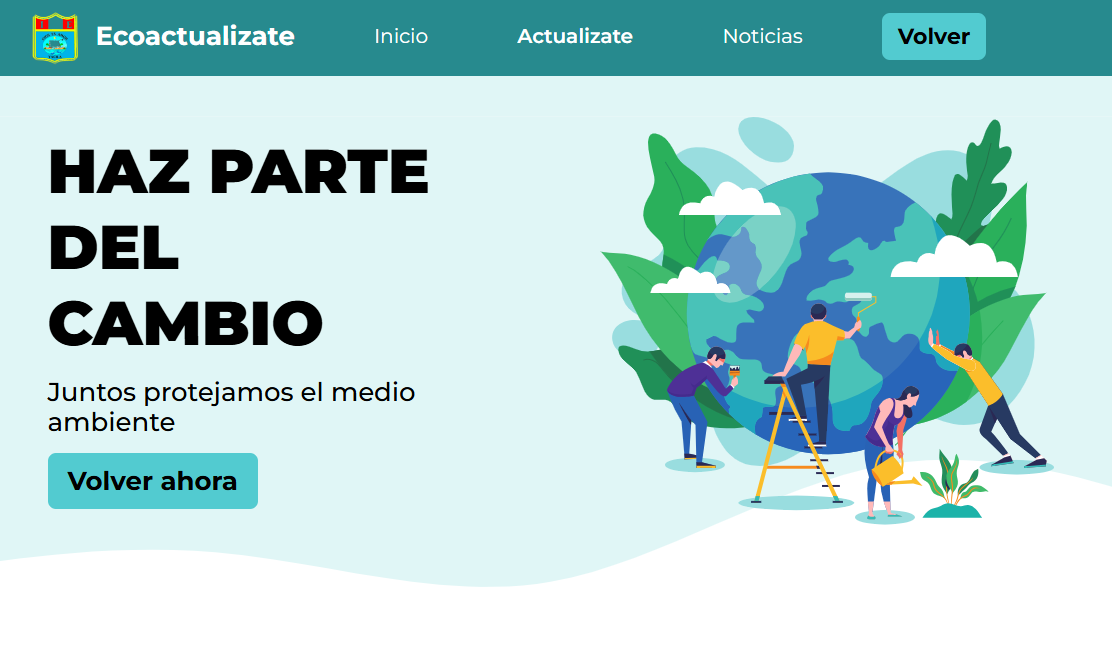 Ecoactualizate Inicio Actualizate Noticias Volver
HAZ PARTE
DEL
CAMBIO
Juntos protejamos el medio
ambiente
Volver ahora